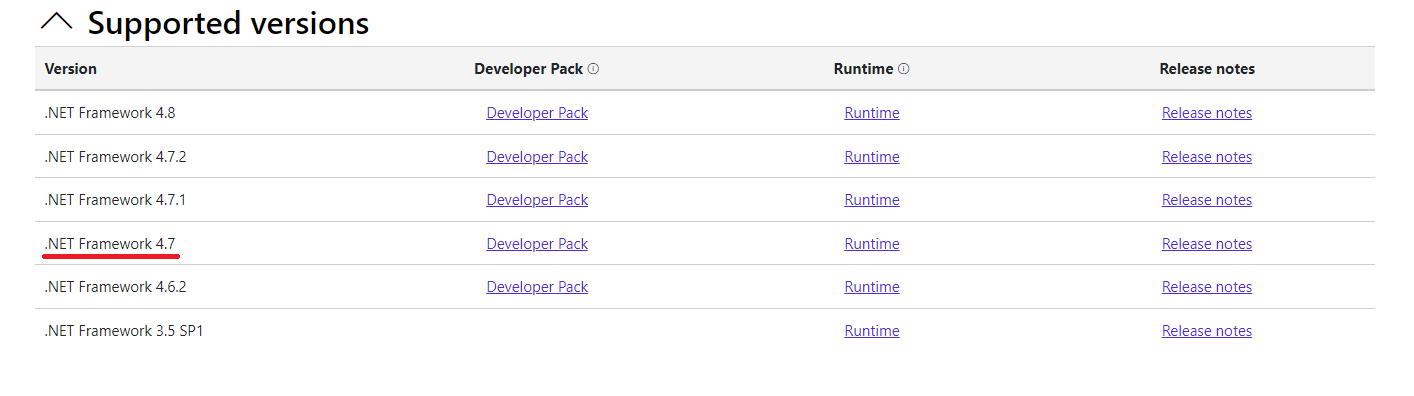 Supported versions
Version Developer Pack ⓘ Runtime ⓘ Release notes
.NET Framework 4.8 Developer Pack Runtime Release notes
.NET Framework 4.7.2 Developer Pack Runtime Release notes
.NET Framework 4.7.1 Developer Pack Runtime Release notes
.NET Framework 4.7 Developer Pack Runtime Release notes
.NET Framework 4.6.2 Developer Pack Runtime Release notes
.NET Framework 3.5 SP1 Runtime Release notes